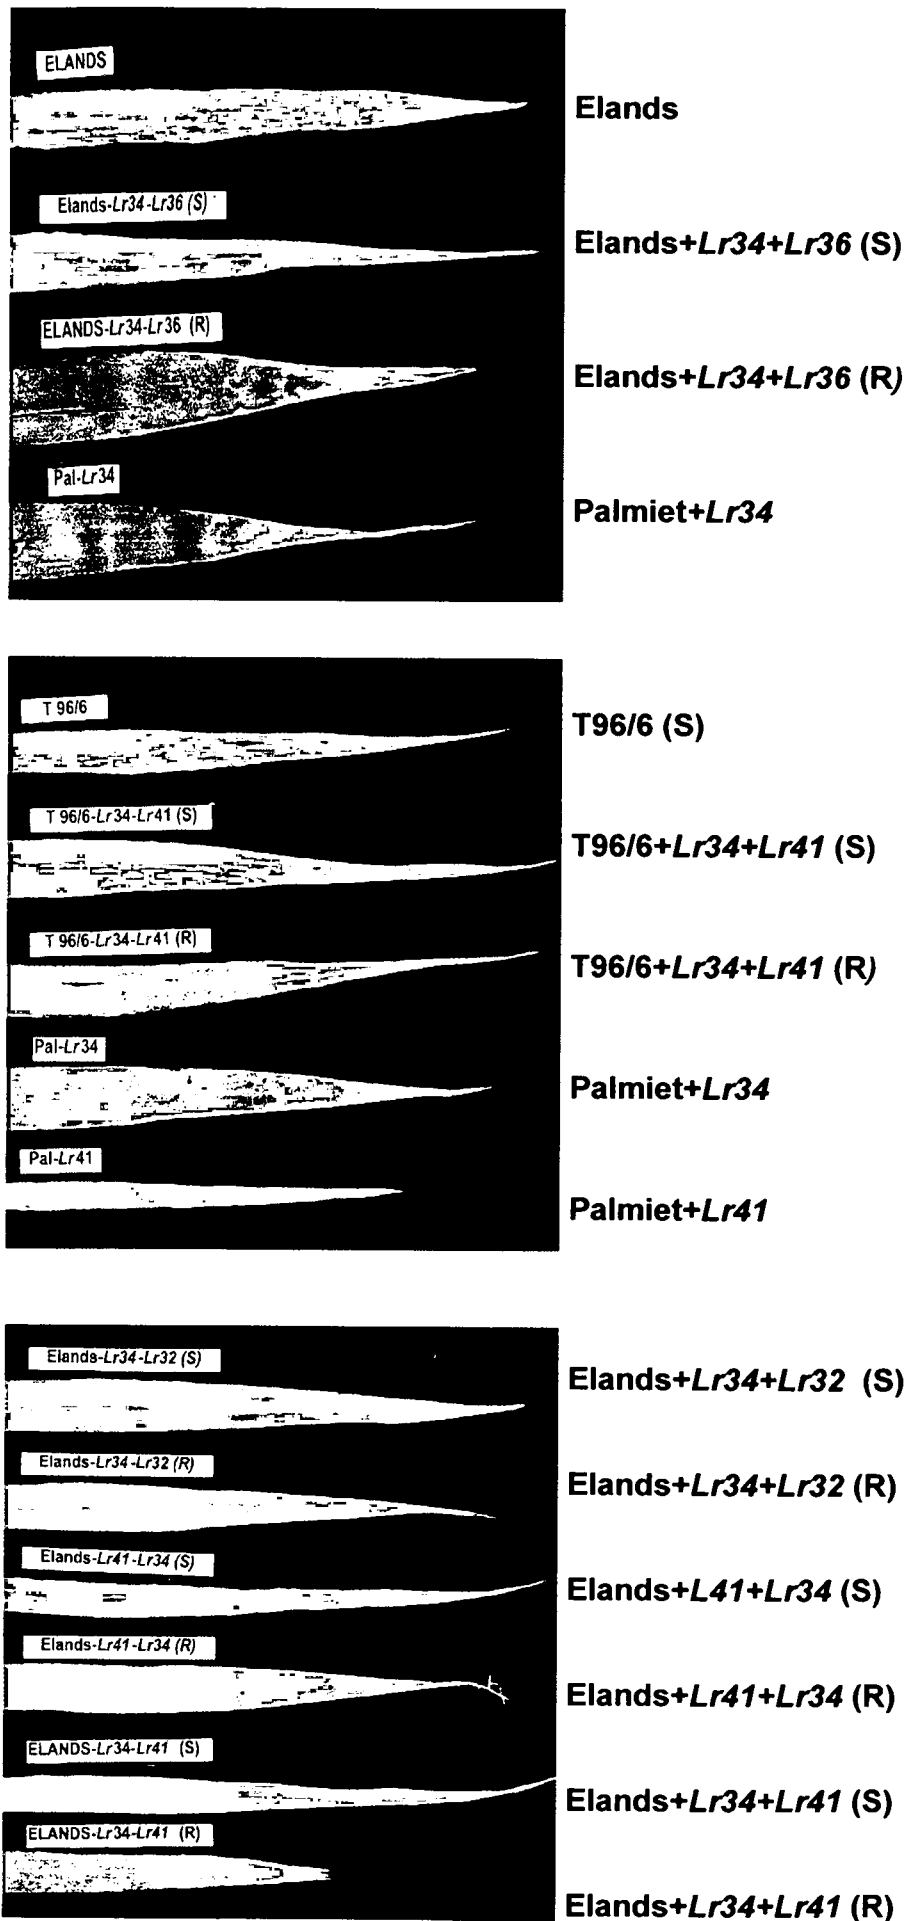 ELANDS
Elands
Elands-Lr34-Lr36 (S)
Elands+Lr34+Lr36 (S)
ELANDS-Lr34-Lr36 (R)
Elands+Lr34+Lr36 (R)
Pal-Lr34
Palmiet+Lr34
T 96/6
T96/6 (S)
T 96/6-Lr34-Lr41 (S)
T96/6+Lr34+Lr41 (S)
T 96/6-Lr34-Lr41 (R)
T96/6+Lr34+Lr41 (R)
Pal-Lr34
Palmiet+Lr34
Pal-Lr41
Palmiet+Lr41
Elands-Lr34-Lr32 (S)
Elands+Lr34+Lr32 (S)
Elands-Lr34-Lr32 (R)
Elands+Lr34+Lr32 (R)
Elands-Lr41-Lr34 (S)
Elands+L41+Lr34 (S)
Elands-Lr41-Lr34 (R)
Elands+Lr41+Lr34 (R)
ELANDS-Lr34-Lr41 (S)
Elands+Lr34+Lr41 (S)
ELANDS-Lr34-Lr41 (R)
Elands+Lr34+Lr41 (R)